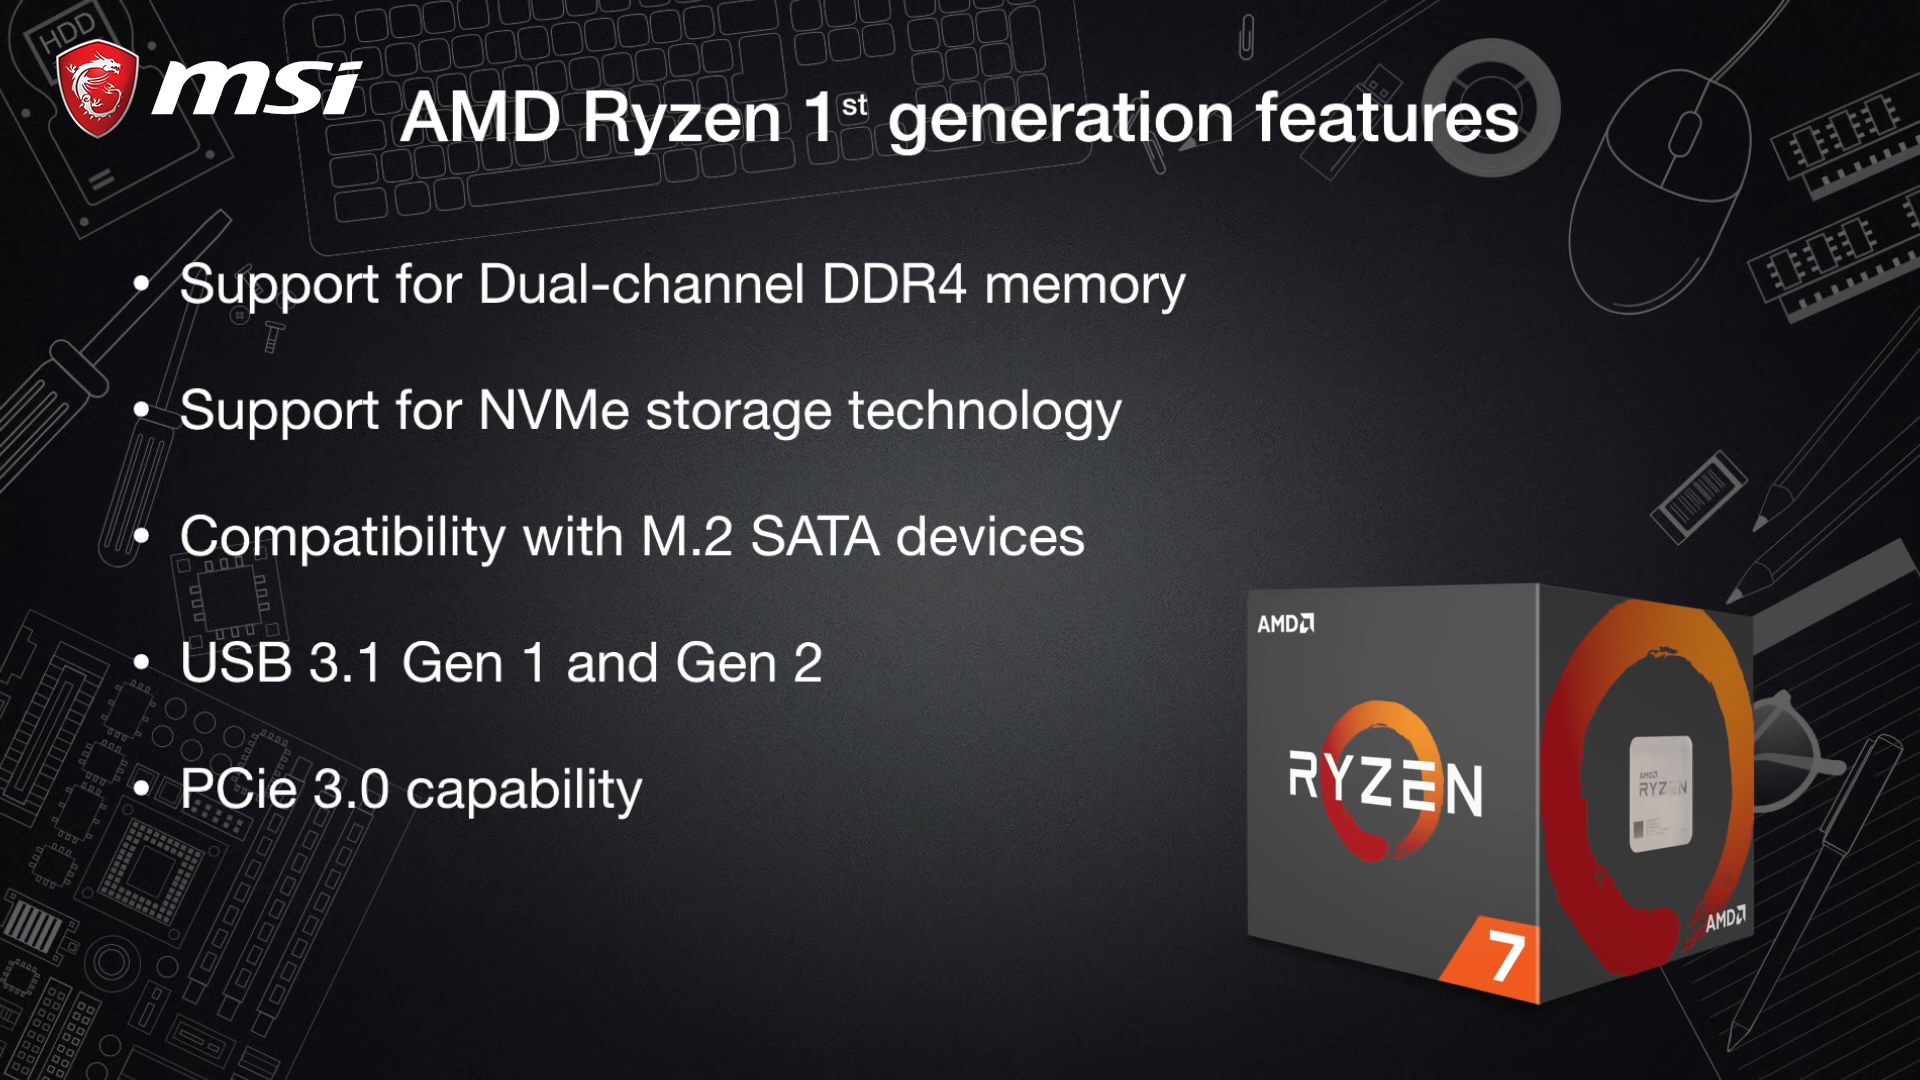 HDD
msi
AMD Ryzen 1st generation features
• Support for Dual-channel DDR4 memory
• Support for NVMe storage technology
• Compatibility with M.2 SATA devices
• USB 3.1 Gen 1 and Gen 2
• PCie 3.0 capability
AMD
RYZEN
7
AMD
RYZEN
AMD